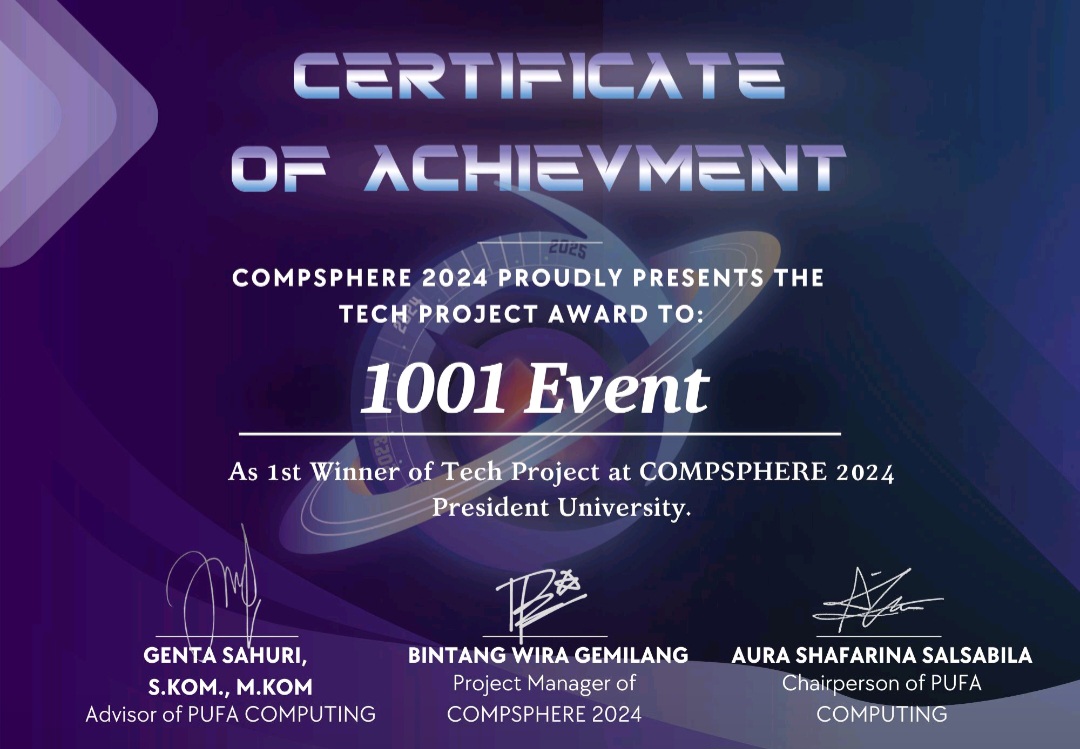 CERTIFICATE
OF ACHIEVMENT
2025
2024
2023
COMPSPHERE 2024 PROUDLY PRESENTS THE
TECH PROJECT AWARD TO:
1001 Event
As 1st Winner of Tech Project at COMPSPHERE 2024
President University.
GENTA SAHURI,
S.KOM., M.KOM
Advisor of PUFA COMPUTING
BINTANG WIRA GEMILANG
Project Manager of
COMPSPHERE 2024
AURA SHAFARINA SALSABILA
Chairperson of PUFA
COMPUTING